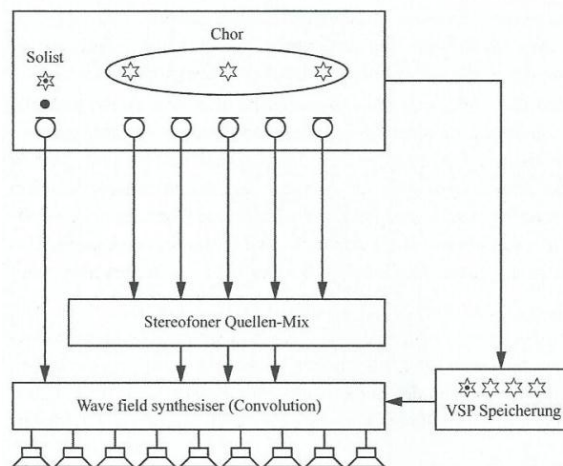 Chor
Solist
Stereofoner Quellen-Mix
Wave field synthesiser (Convolution)
VSP Speicherung